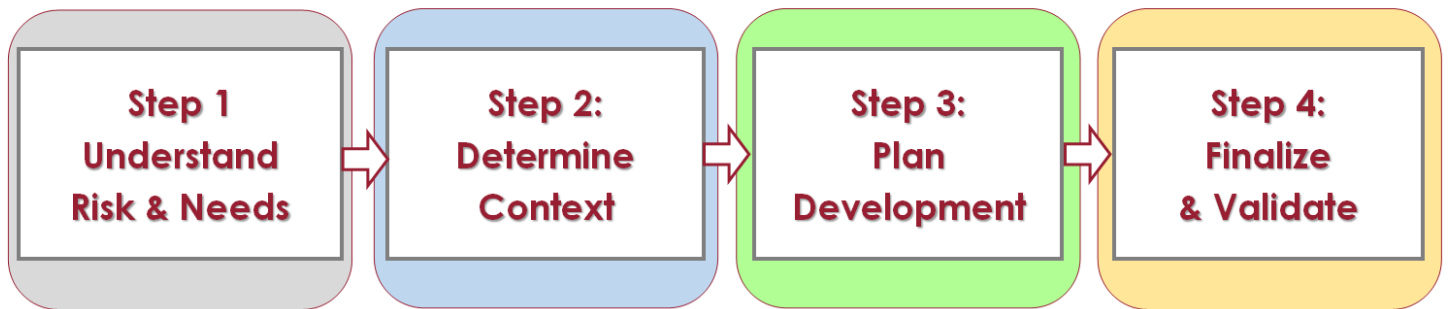 Step 1
Understand
Risk & Needs
Step 2:
Determine
Context
Step 3:
Plan
Development
Step 4:
Finalize
& Validate